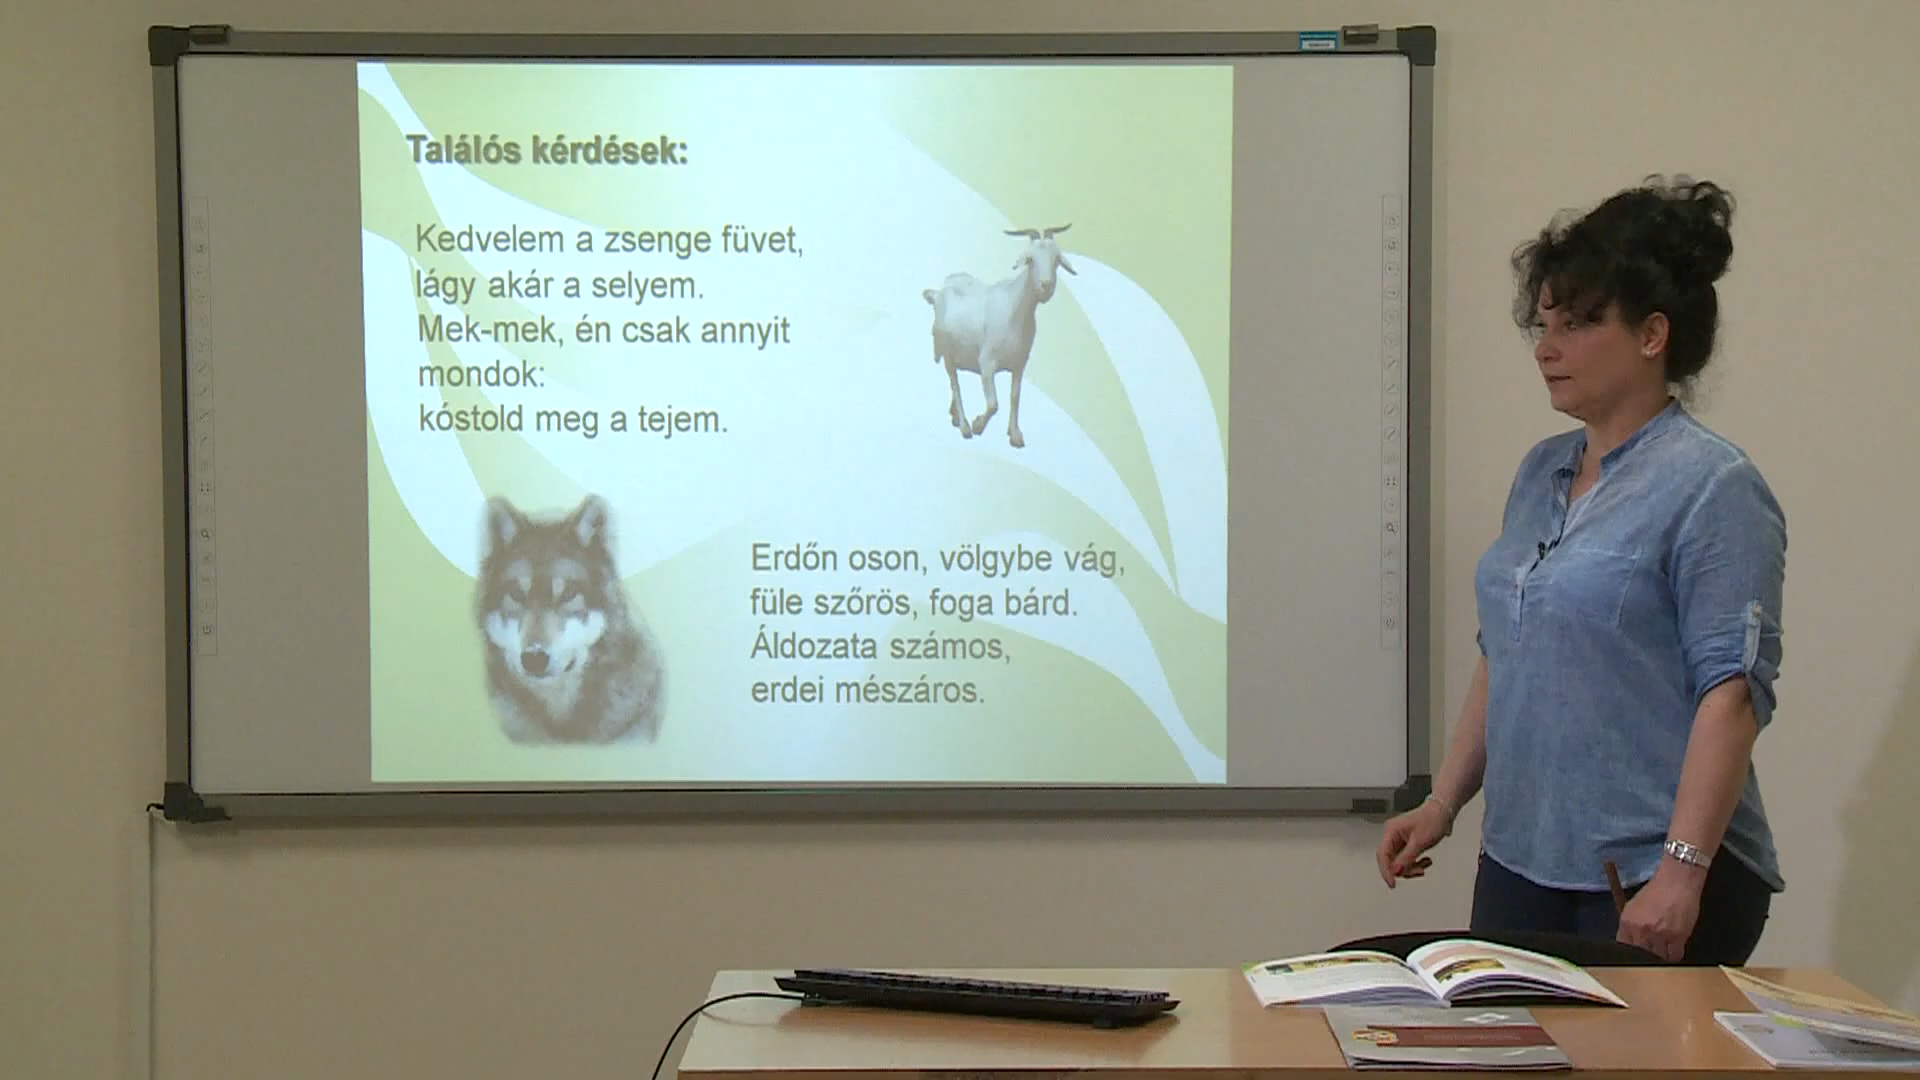 Találós kérdések:
Kedvelem a zsenge füvet,
lágy akár a selyem.
Mek-mek, én csak annyit
mondok:
kóstold meg a tejem.
Erdőn oson, völgybe vág,
füle szőrös, foga bárd.
Áldozata számos,
erdei mészáros.